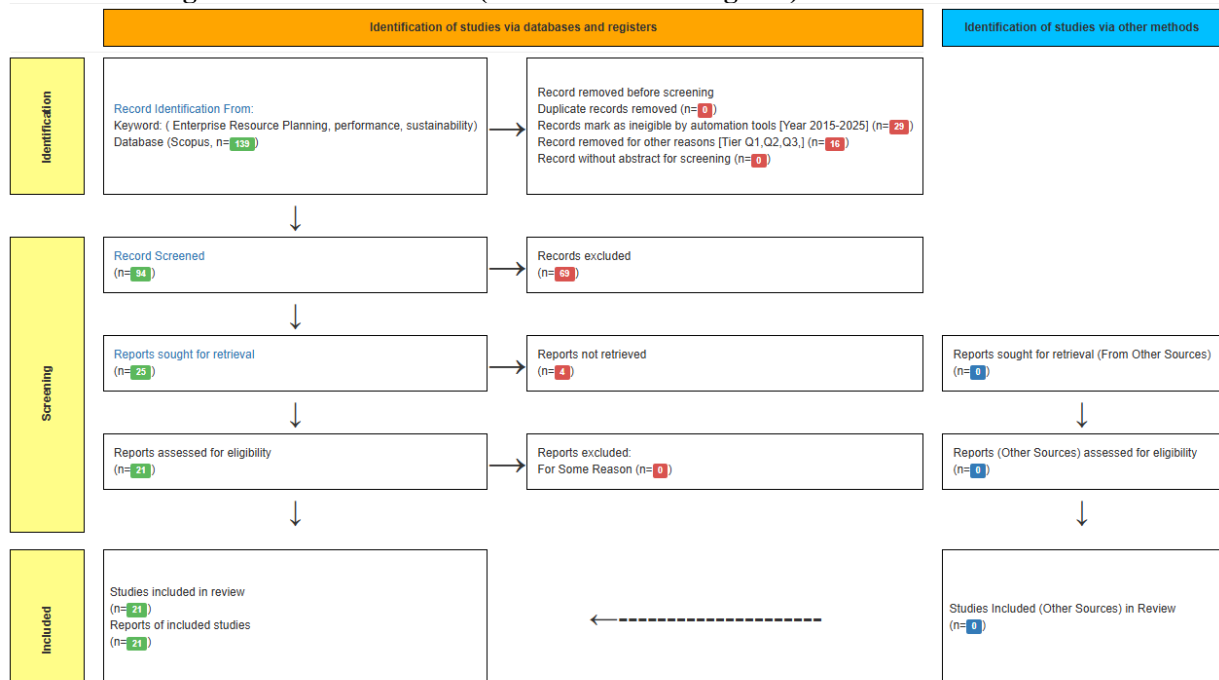 Identification of studies via databases and registers
Identification of studies via other methods
Identification
Record Identification From:
Keyword: ( Enterprise Resource Planning, performance, sustainability)
Database (Scopus, n=139)
Record removed before screening
Duplicate records removed (n=0)
Records mark as ineigible by automation tools [Year 2015-2025] (n=29)
Record removed for other reasons [Tier Q1,Q2,Q3,] (n=16)
Record without abstract for screening (n=0)
Screening
Record Screened
(n=94)
Records excluded
(n=69)
Reports sought for retrieval
(n=25)
Reports not retrieved
(n=4)
Reports sought for retrieval (From Other Sources)
(n=0)
Reports assessed for eligibility
(n=21)
Reports excluded:
For Some Reason (n=0)
Reports (Other Sources) assessed for eligibility
(n=0)
Included
Studies included in review
(n=21)
Reports of included studies
(n=21)
Studies Included (Other Sources) in Review
(n=0)